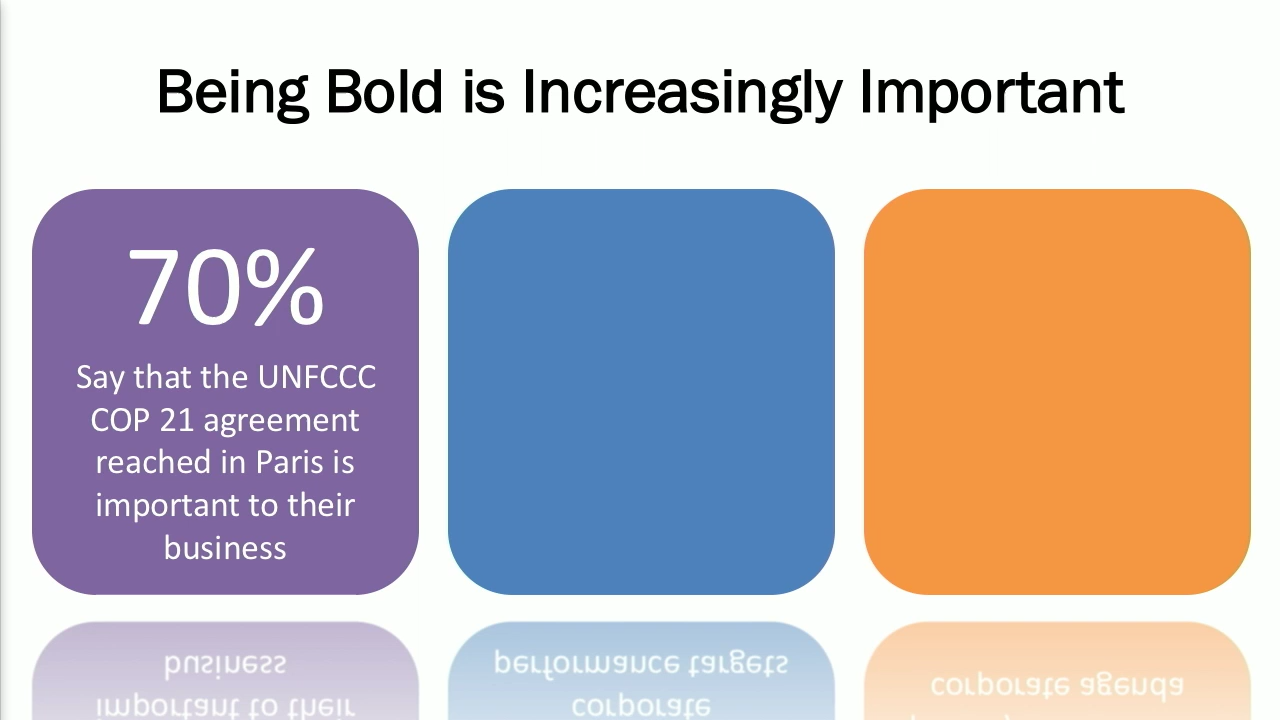 Being Bold is Increasingly Important
70%
Say that the UNFCCC
COP 21 agreement
reached in Paris is
important to their
business
business
performance targets
corporate agenda
important to their
corporate